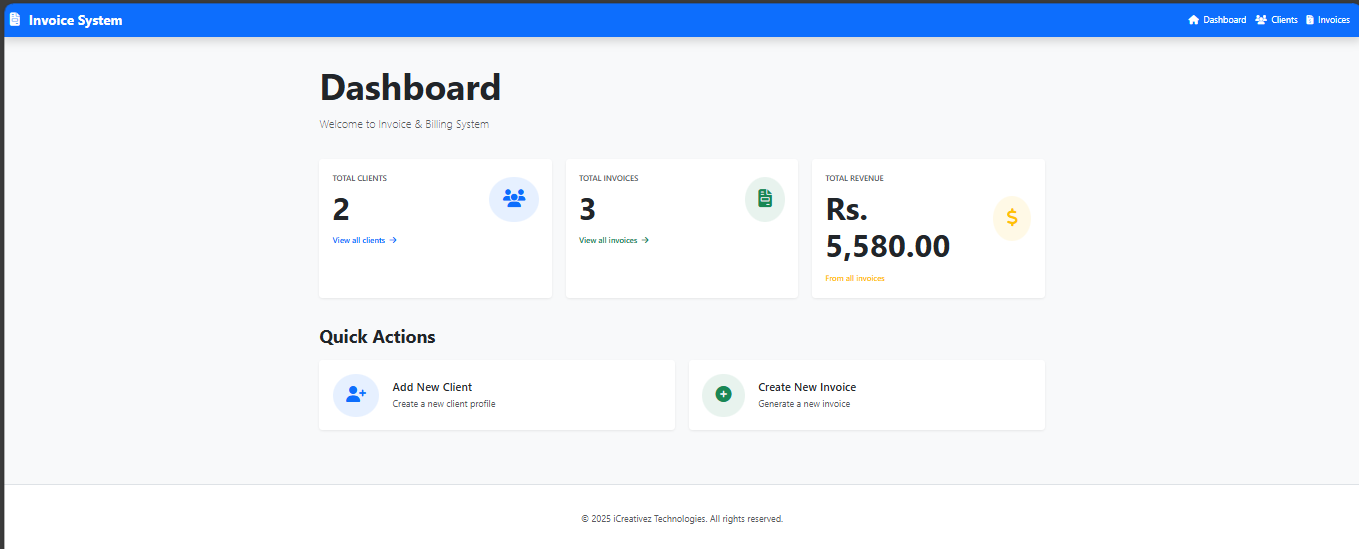 Invoice System
Dashboard Clients Invoices
Dashboard
Welcome to Invoice & Billing System
TOTAL CLIENTS
2
View all clients →
TOTAL INVOICES
3
View all invoices →
TOTAL REVENUE
Rs.
5,580.00
From all invoices
$
Quick Actions
Add New Client
Create a new client profile
Create New Invoice
Generate a new invoice
© 2025 iCreativez Technologies. All rights reserved.